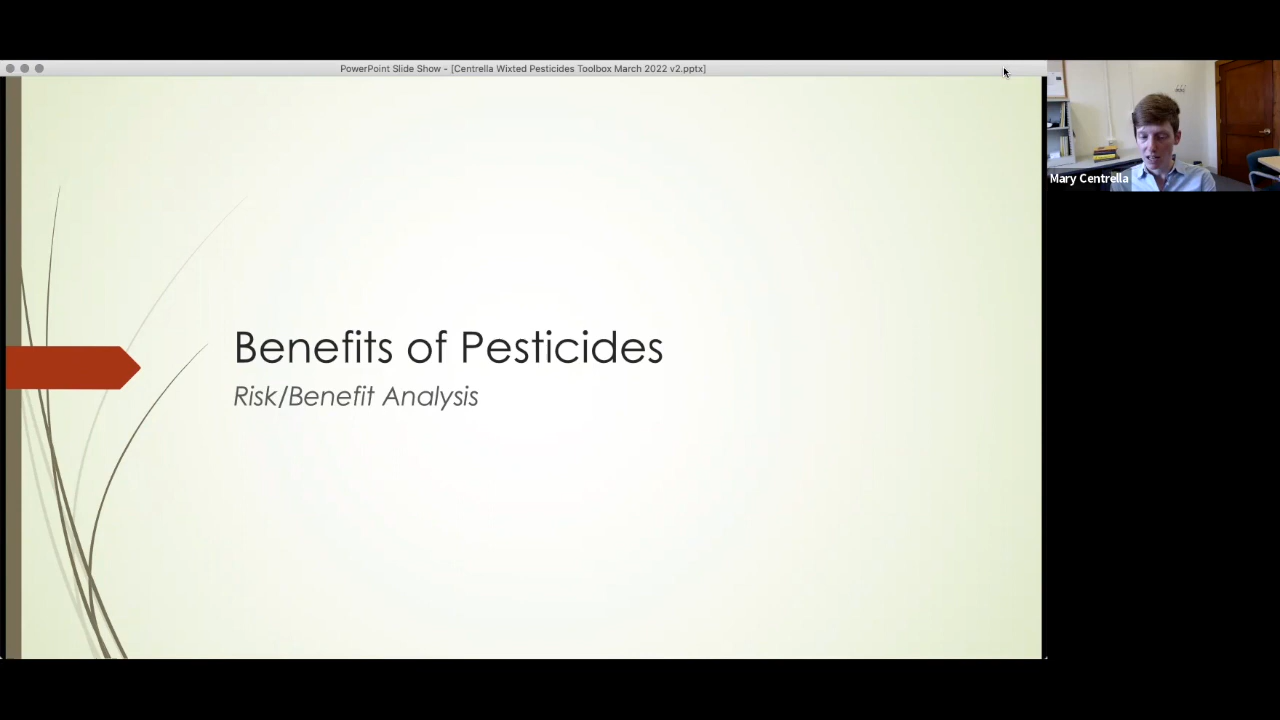 PowerPoint Slide Show - [Centrella Wixted Pesticides Toolbox March 2022 v2.pptx]
Mary Centrella
Benefits of Pesticides
Risk/Benefit Analysis